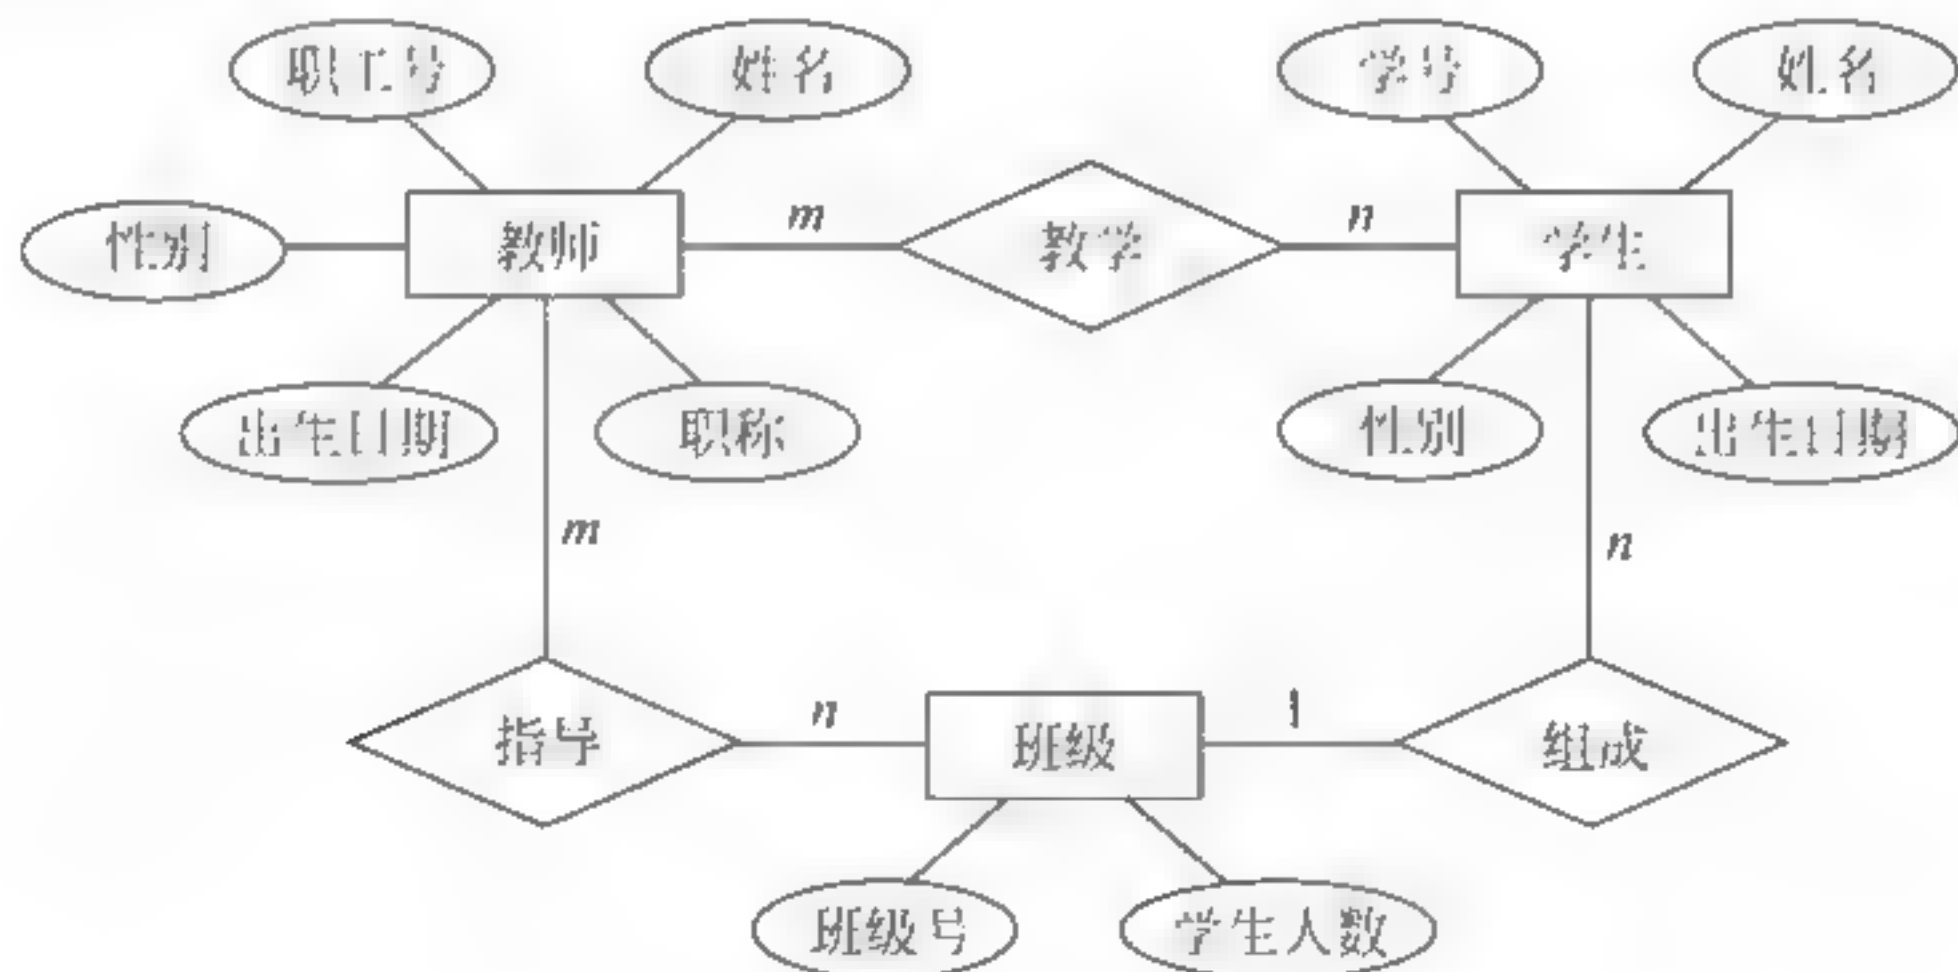 职工号 姓名 学号 姓名
性别 教师 m 教学 n 学生
出生日期 职称 性别 出生日期
m n
指导 n 班级 1 组成
班级号 学生人数